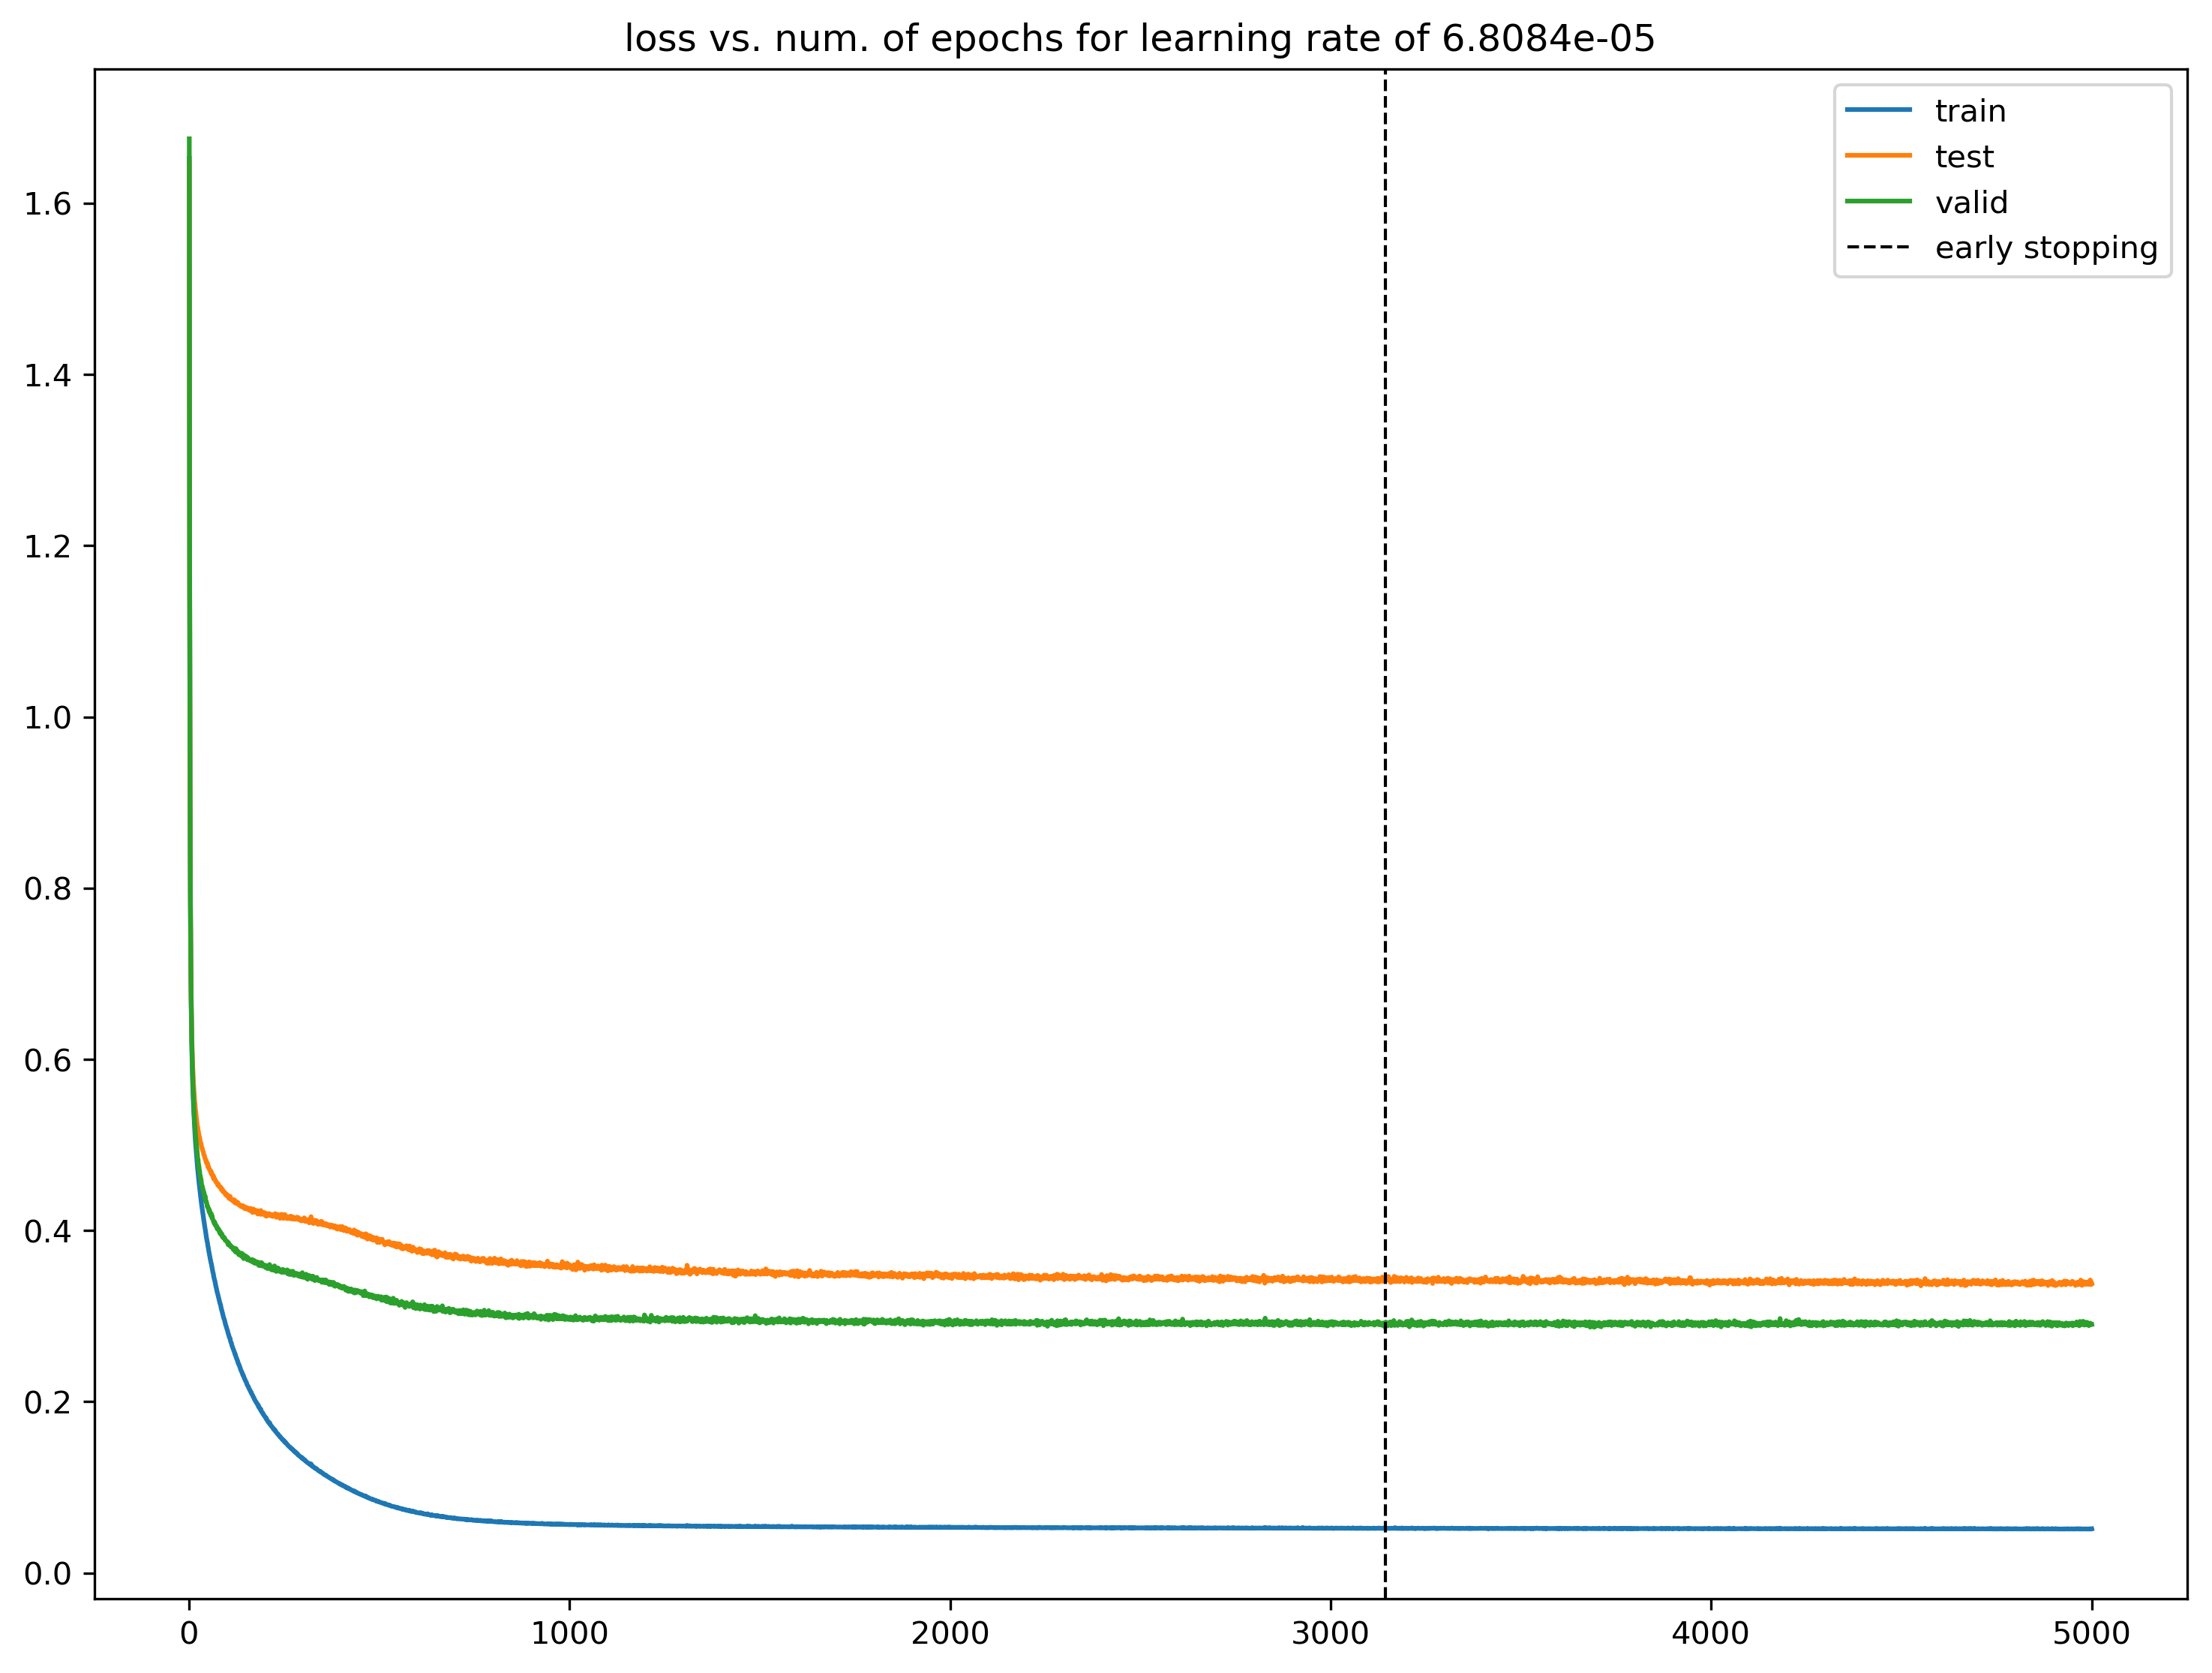 loss vs. num. of epochs for learning rate of 6.8084e-05
train
test
valid
early stopping
1.6
1.4
1.2
1.0
0.8
0.6
0.4
0.2
0.0
0 1000 2000 3000 4000 5000